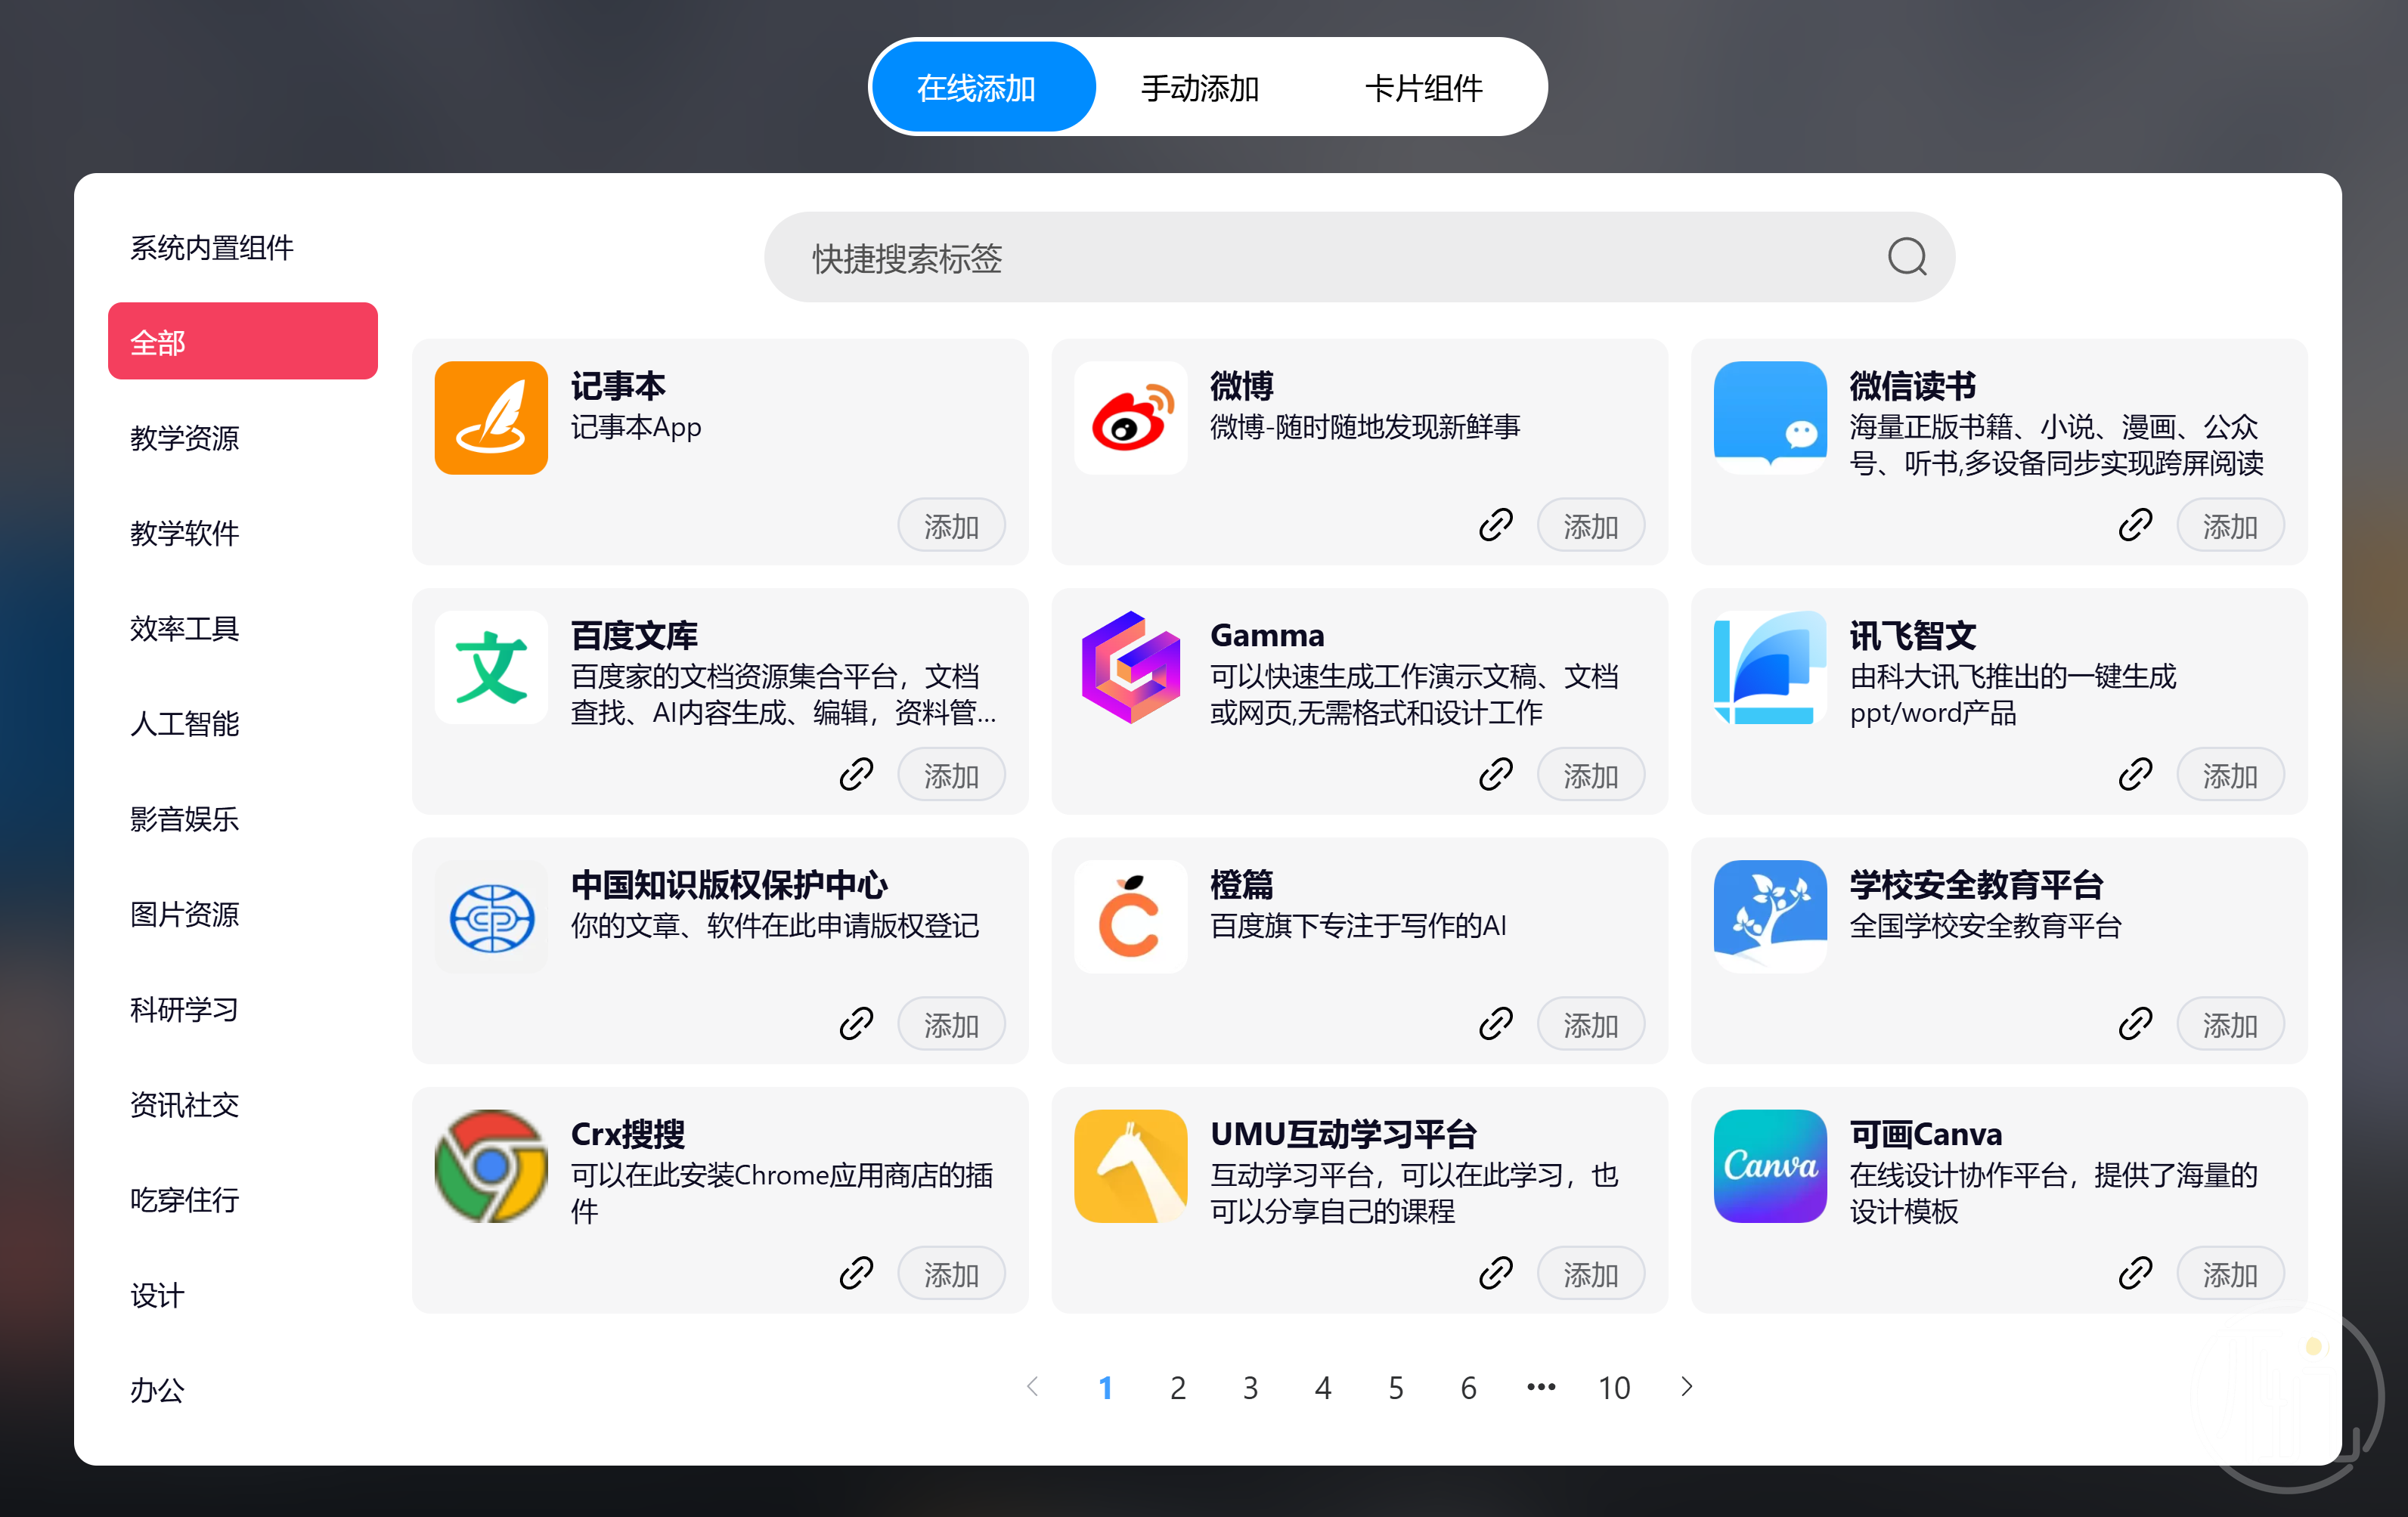 在线添加
手动添加
卡片组件
系统内置组件
全部
教学资源
教学软件
效率工具
人工智能
影音娱乐
图片资源
科研学习
资讯社交
吃穿住行
设计
办公
快捷搜索标签
记事本
记事本App
添加
微博
微博-随时随地发现新鲜事
添加
微信读书
海量正版书籍、小说、漫画、公众
号、听书,多设备同步实现跨屏阅读
添加
百度文库
百度家的文档资源集合平台，文档
查找、AI内容生成、编辑，资料管...
添加
Gamma
可以快速生成工作演示文稿、文档
或网页,无需格式和设计工作
添加
讯飞智文
由科大讯飞推出的一键生成
ppt/word产品
添加
中国知识版权保护中心
你的文章、软件在此申请版权登记
添加
橙篇
百度旗下专注于写作的AI
添加
学校安全教育平台
全国学校安全教育平台
添加
Crx搜搜
可以在此安装Chrome应用商店的插
件
添加
UMU互动学习平台
互动学习平台，可以在此学习，也
可以分享自己的课程
添加
Canva
可画Canva
在线设计协作平台，提供了海量的
设计模板
添加
1 2 3 4 5 6 ••• 10